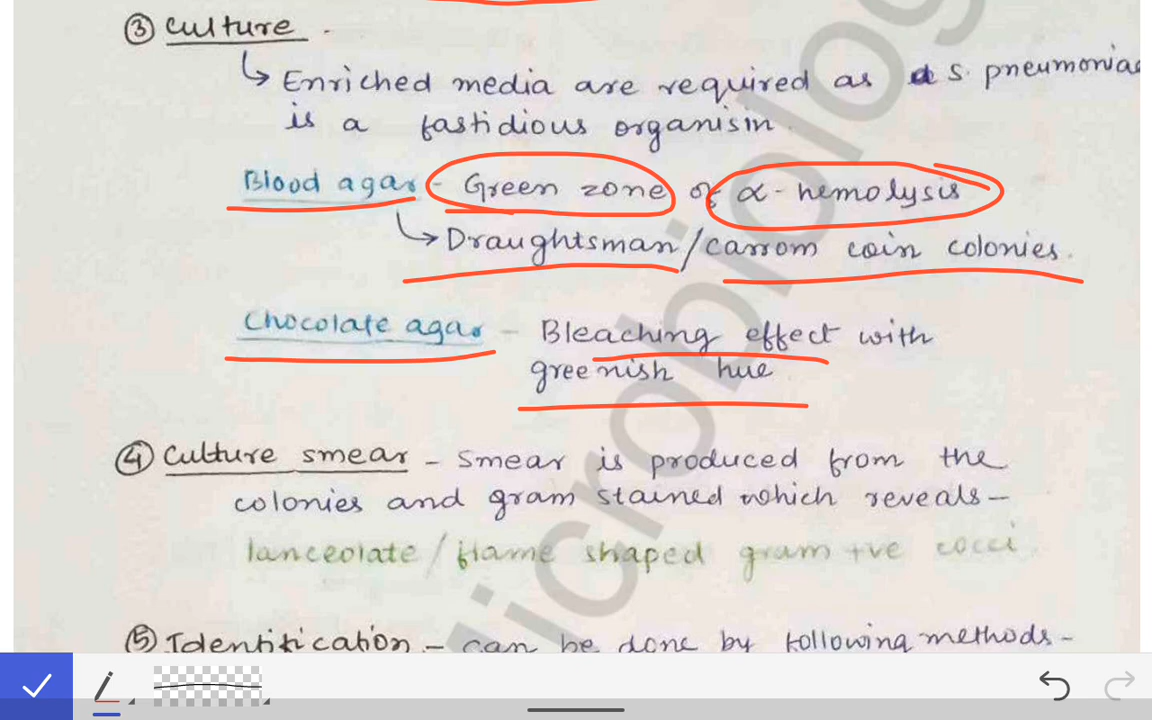 ③ Culture -
↳ Enriched media are required as S. pneumoniae
is a fastidious organism.
Blood agar - Green zone of α-hemolysis
↳ Draughtsman/carrom coin colonies.
Chocolate agar - Bleaching effect with
greenish hue
④ Culture smear - Smear is produced from the
colonies and gram stained which reveals-
lanceolate/flame shaped gram +ve cocci.
⑤ Identification - can be done by following methods-
icrobiolog